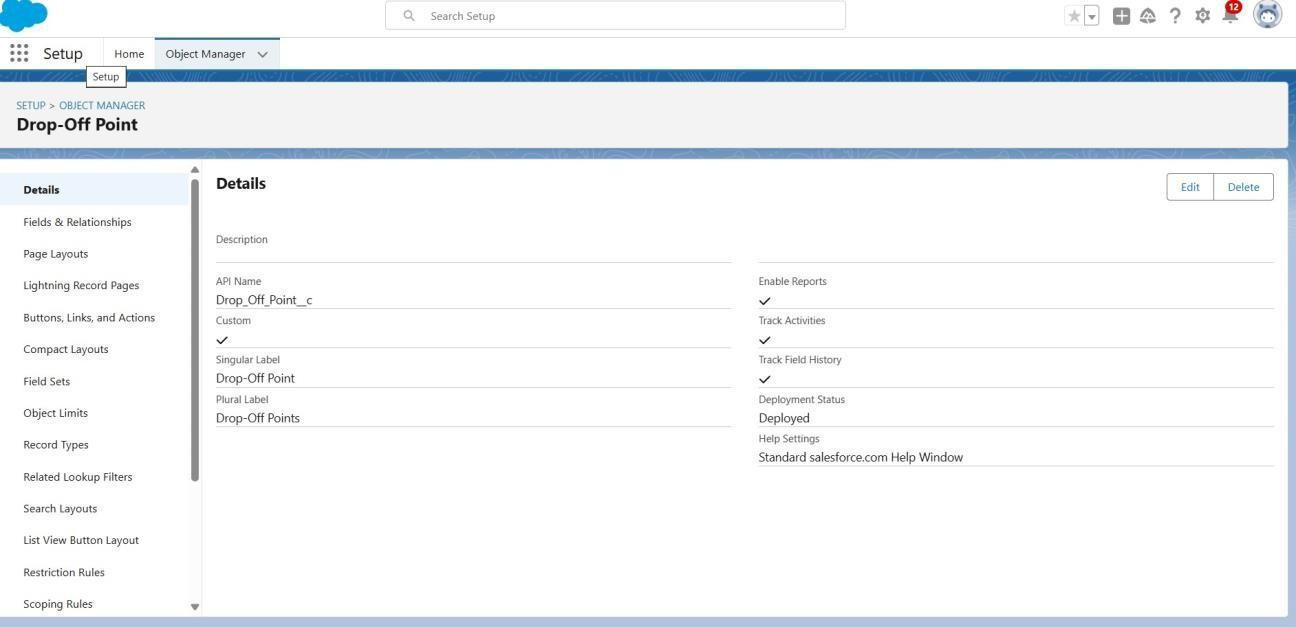 Search Setup
12
Setup
Home
Object Manager
Setup
SETUP > OBJECT MANAGER
Drop-Off Point
Details
Fields & Relationships
Page Layouts
Lightning Record Pages
Buttons, Links, and Actions
Compact Layouts
Field Sets
Object Limits
Record Types
Related Lookup Filters
Search Layouts
List View Button Layout
Restriction Rules
Scoping Rules
Details
Edit
Delete
Description
API Name
Drop_Off_Point__c
Custom
Singular Label
Drop-Off Point
Plural Label
Drop-Off Points
Enable Reports
Track Activities
Track Field History
Deployment Status
Deployed
Help Settings
Standard salesforce.com Help Window